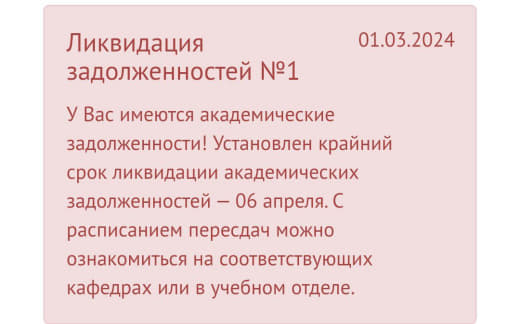 Ликвидация
задолженностей №1
01.03.2024
У Вас имеются академические
задолженности! Установлен крайний
срок ликвидации академических
задолженностей — 06 апреля. С
расписанием пересдач можно
ознакомиться на соответствующих
кафедрах или в учебном отделе.